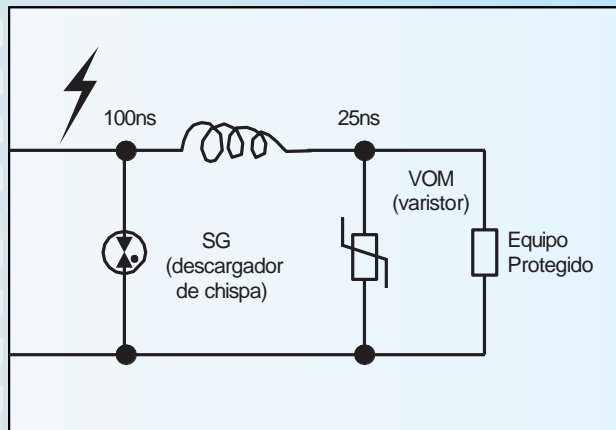 100ns
25ns
SG
(descargador
de chispa)
VOM
(varistor)
Equipo
Protegido